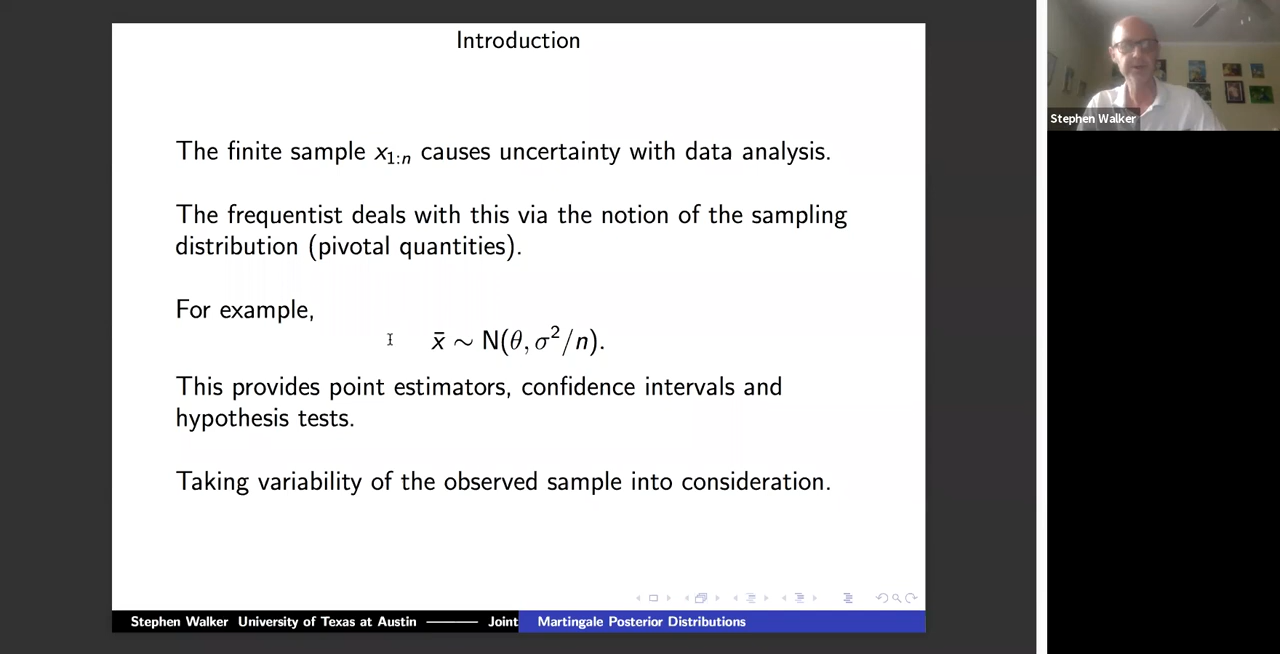 Introduction
The finite sample x₁:ₙ causes uncertainty with data analysis.
The frequentist deals with this via the notion of the sampling
distribution (pivotal quantities).
For example,
x̄ ∼ N(θ, σ²/n).
This provides point estimators, confidence intervals and
hypothesis tests.
Taking variability of the observed sample into consideration.
Stephen Walker University of Texas at Austin ——— Joint
Martingale Posterior Distributions
Stephen Walker